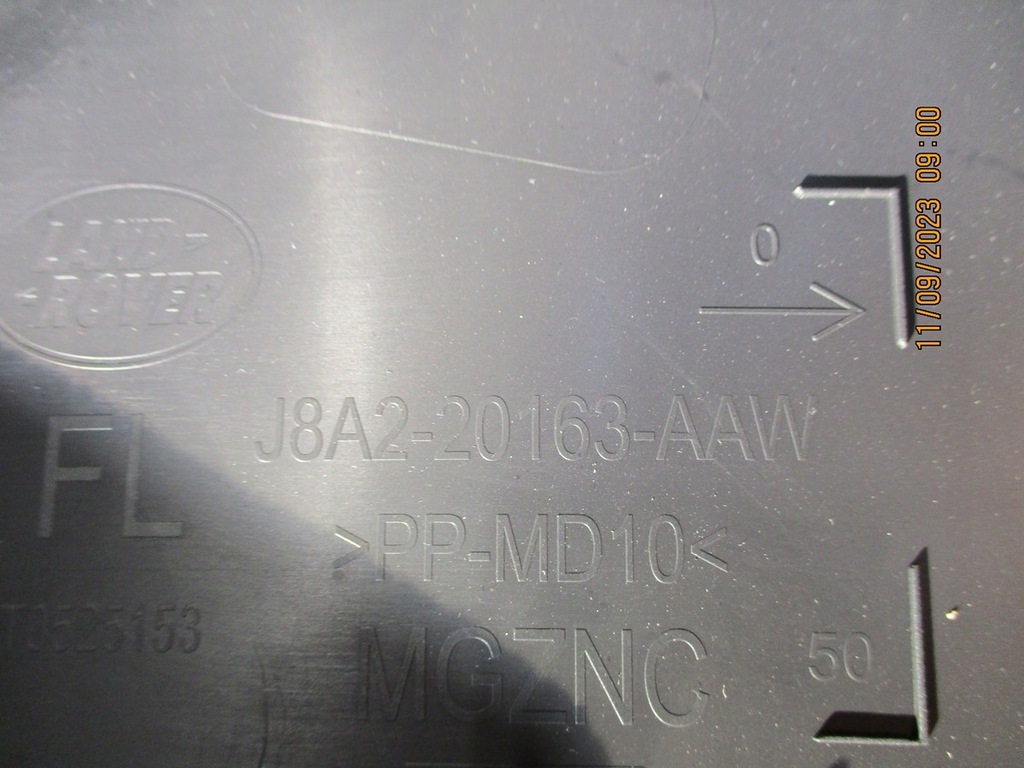 LAND
ROVER
0
J8A2-20163-AAW
FL
>PP-MD10<
MGZNC
50
11/09/2023 09:00